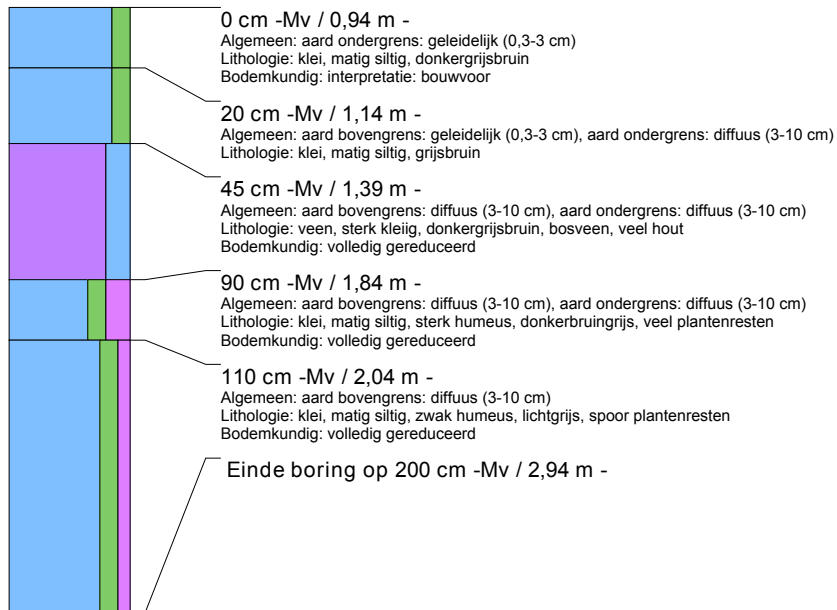 0 cm -Mv / 0,94 m -
Algemeen: aard ondergrens: geleidelijk (0,3-3 cm)
Lithologie: klei, matig siltig, donkergrijsbruin
Bodemkundig: interpretatie: bouwvoor
20 cm -Mv / 1,14 m -
Algemeen: aard bovengrens: geleidelijk (0,3-3 cm), aard ondergrens: diffuus (3-10 cm)
Lithologie: klei, matig siltig, grijsbruin
45 cm -Mv / 1,39 m -
Algemeen: aard bovengrens: diffuus (3-10 cm), aard ondergrens: diffuus (3-10 cm)
Lithologie: veen, sterk kleiig, donkergrijsbruin, bosveen, veel hout
Bodemkundig: volledig gereduceerd
90 cm -Mv / 1,84 m -
Algemeen: aard bovengrens: diffuus (3-10 cm), aard ondergrens: diffuus (3-10 cm)
Lithologie: klei, matig siltig, sterk humeus, donkerbruingrijs, veel plantenresten
Bodemkundig: volledig gereduceerd
110 cm -Mv / 2,04 m -
Algemeen: aard bovengrens: diffuus (3-10 cm)
Lithologie: klei, matig siltig, zwak humeus, lichtgrijs, spoor plantenresten
Bodemkundig: volledig gereduceerd
Einde boring op 200 cm -Mv / 2,94 m -